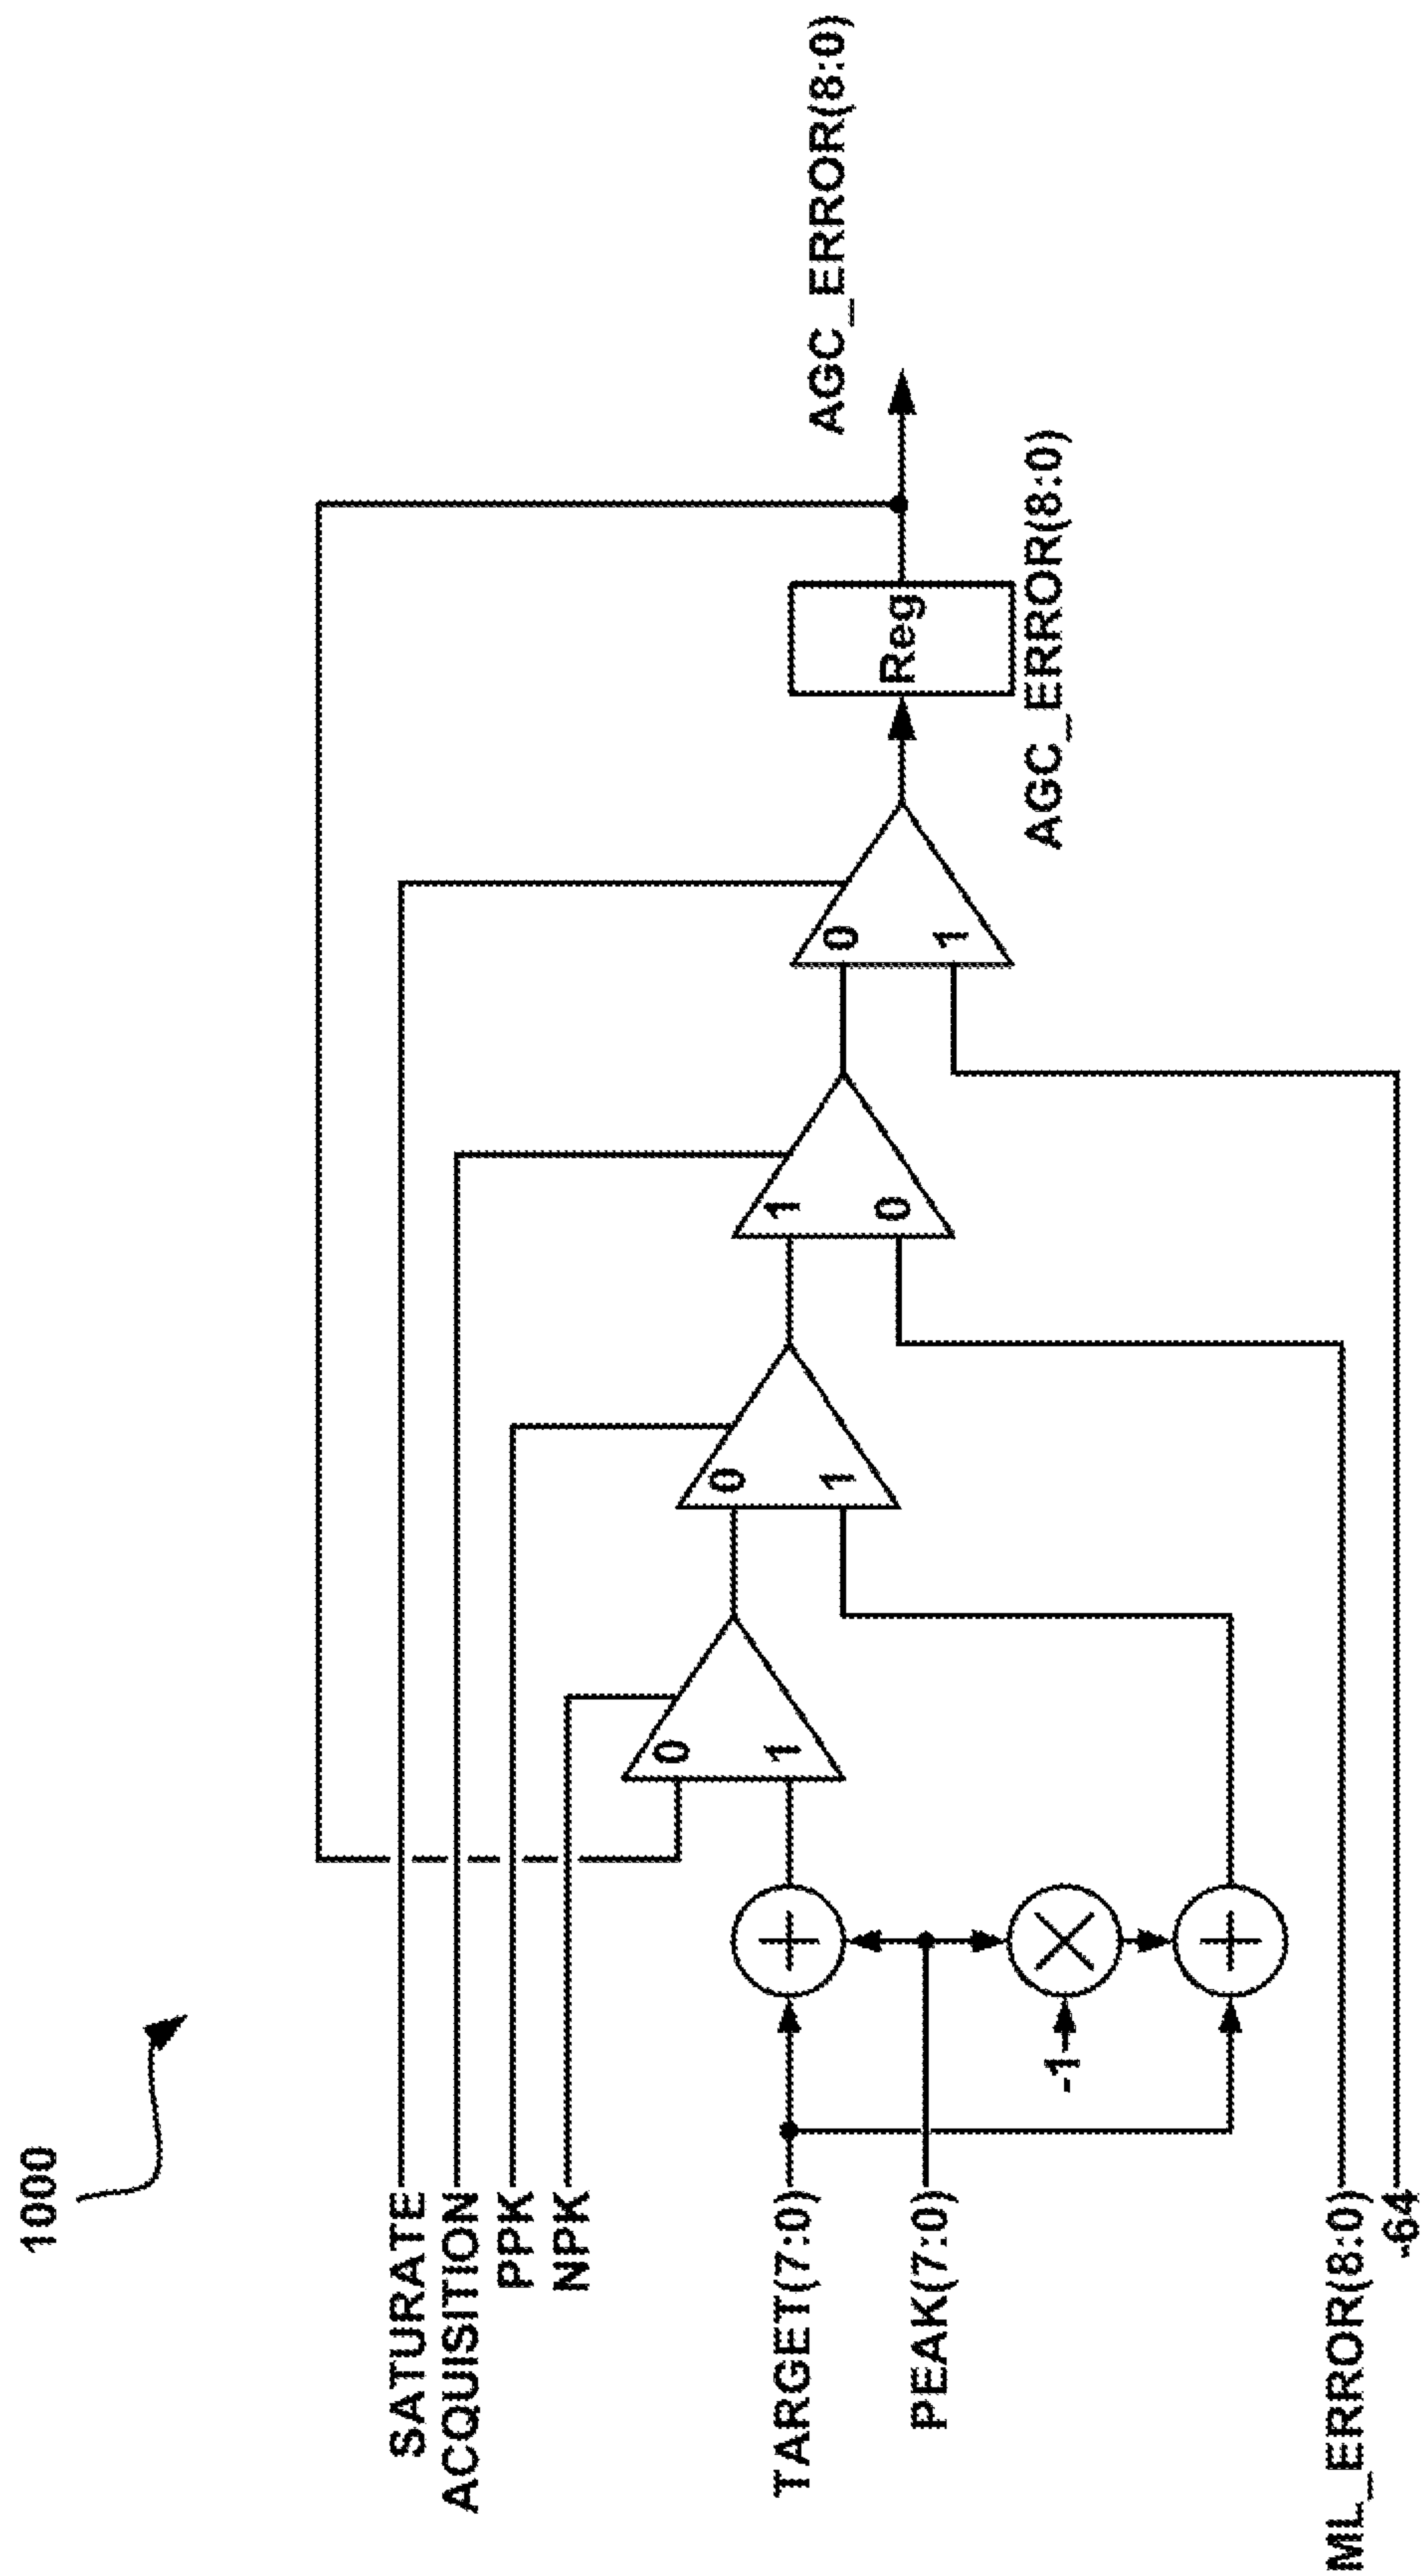 1000
SATURATE
ACQUISITION
PPK
NPK
TARGET(7:0)
PEAK(7:0)
-1
ML_ERROR(8:0)
-64
0
1
0
1
1
0
0
1
Reg
AGC_ERROR(8:0)
AGC_ERROR(8:0)